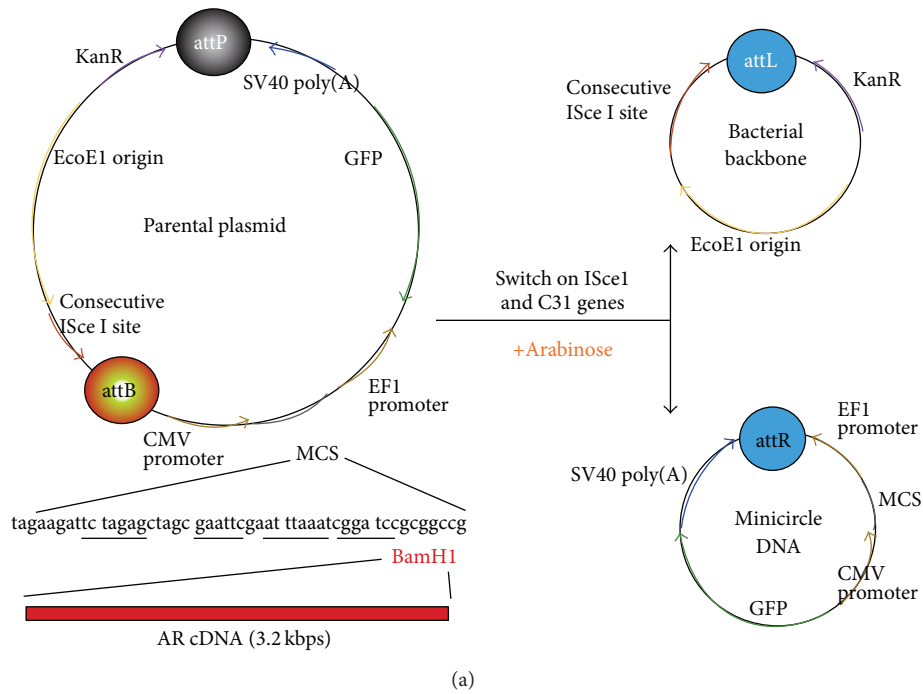 attP
KanR
SV40 poly(A)
EcoE1 origin
GFP
Parental plasmid
Consecutive
ISce I site
attB
EF1
promoter
CMV
promoter
MCS
tagaagattc tagagctagc gaattcgaat ttaaatcgga tccgcggccg
BamH1
AR cDNA (3.2 kbps)
Switch on ISce1
and C31 genes
+Arabinose
attL
Consecutive
ISce I site
KanR
Bacterial
backbone
EcoE1 origin
EF1
promoter
attR
SV40 poly(A)
MCS
Minicircle
DNA
CMV
promoter
GFP
(a)